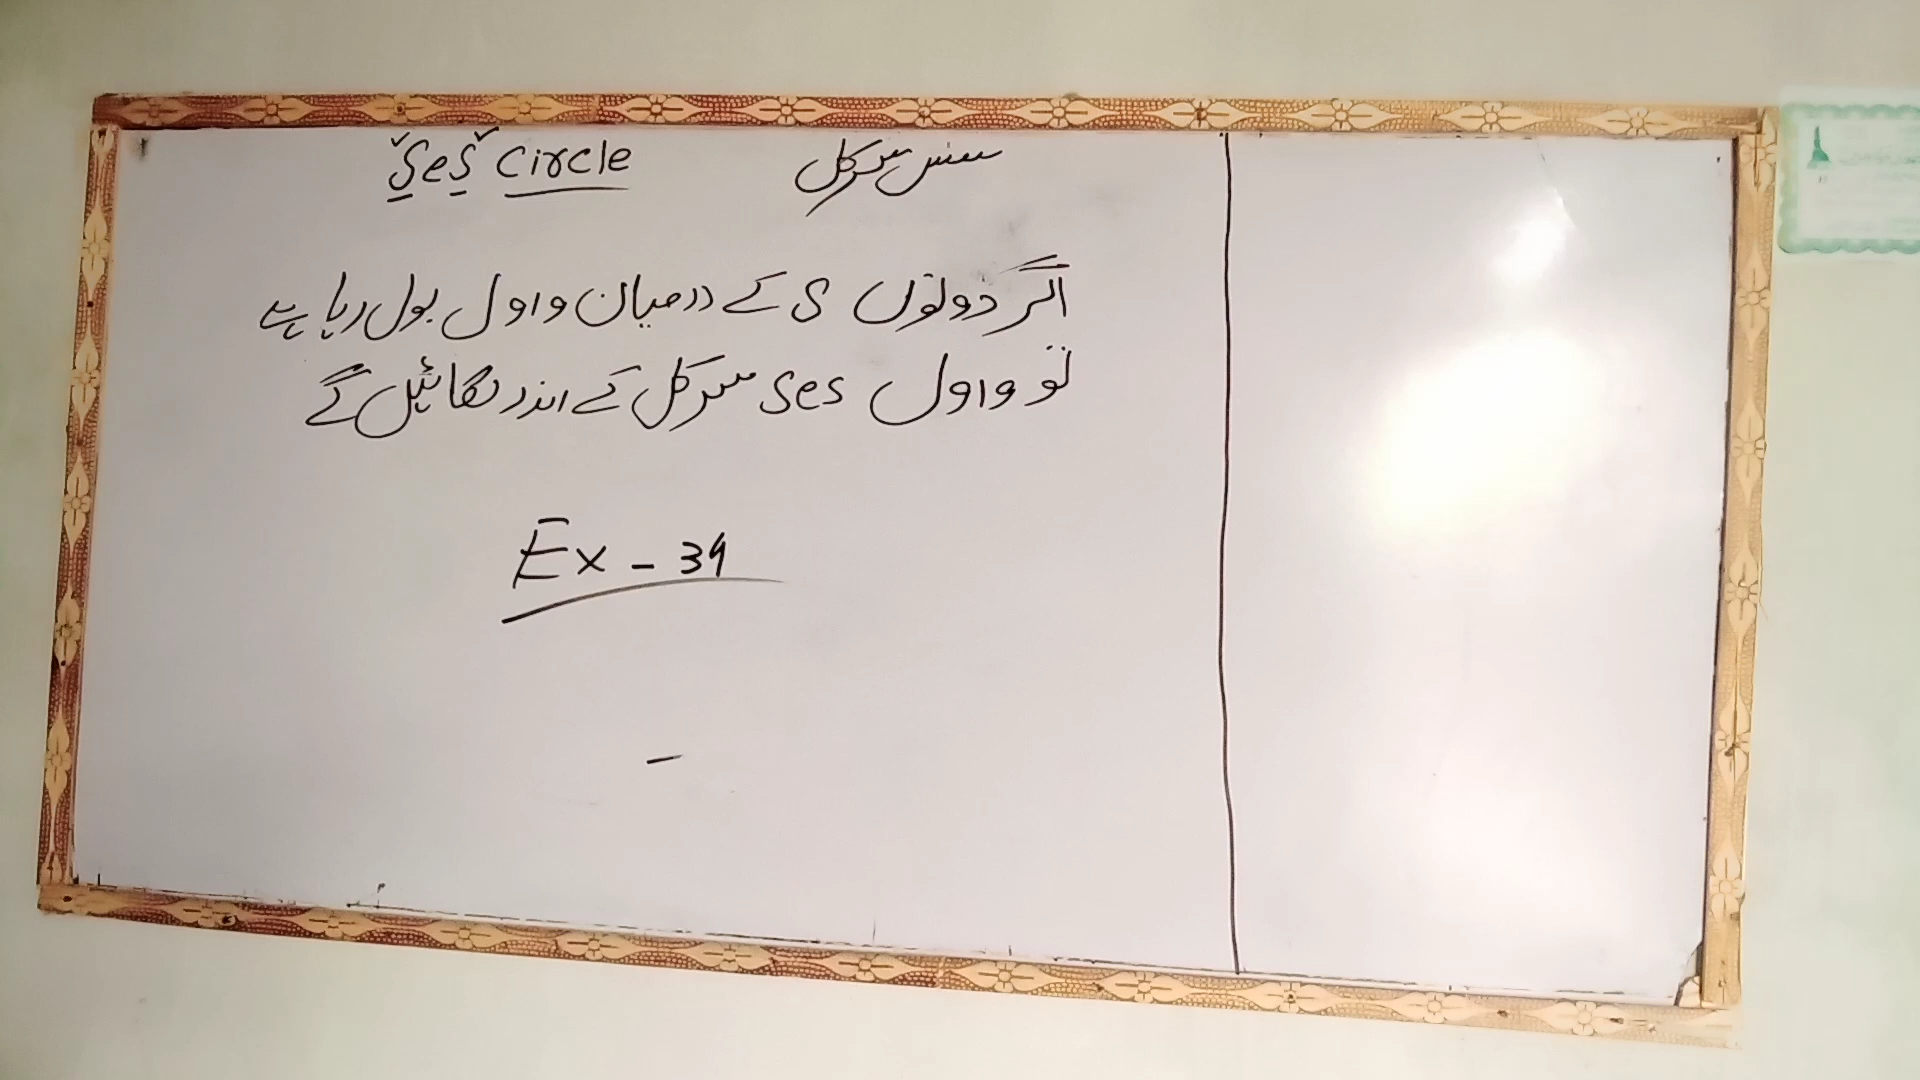 Ses Circle سسس سرکل
اگر دونوں S کے درمیان واول بول رہا ہے
تو واول Ses سرکل کے اندر لگائیں گے
Ex - 39